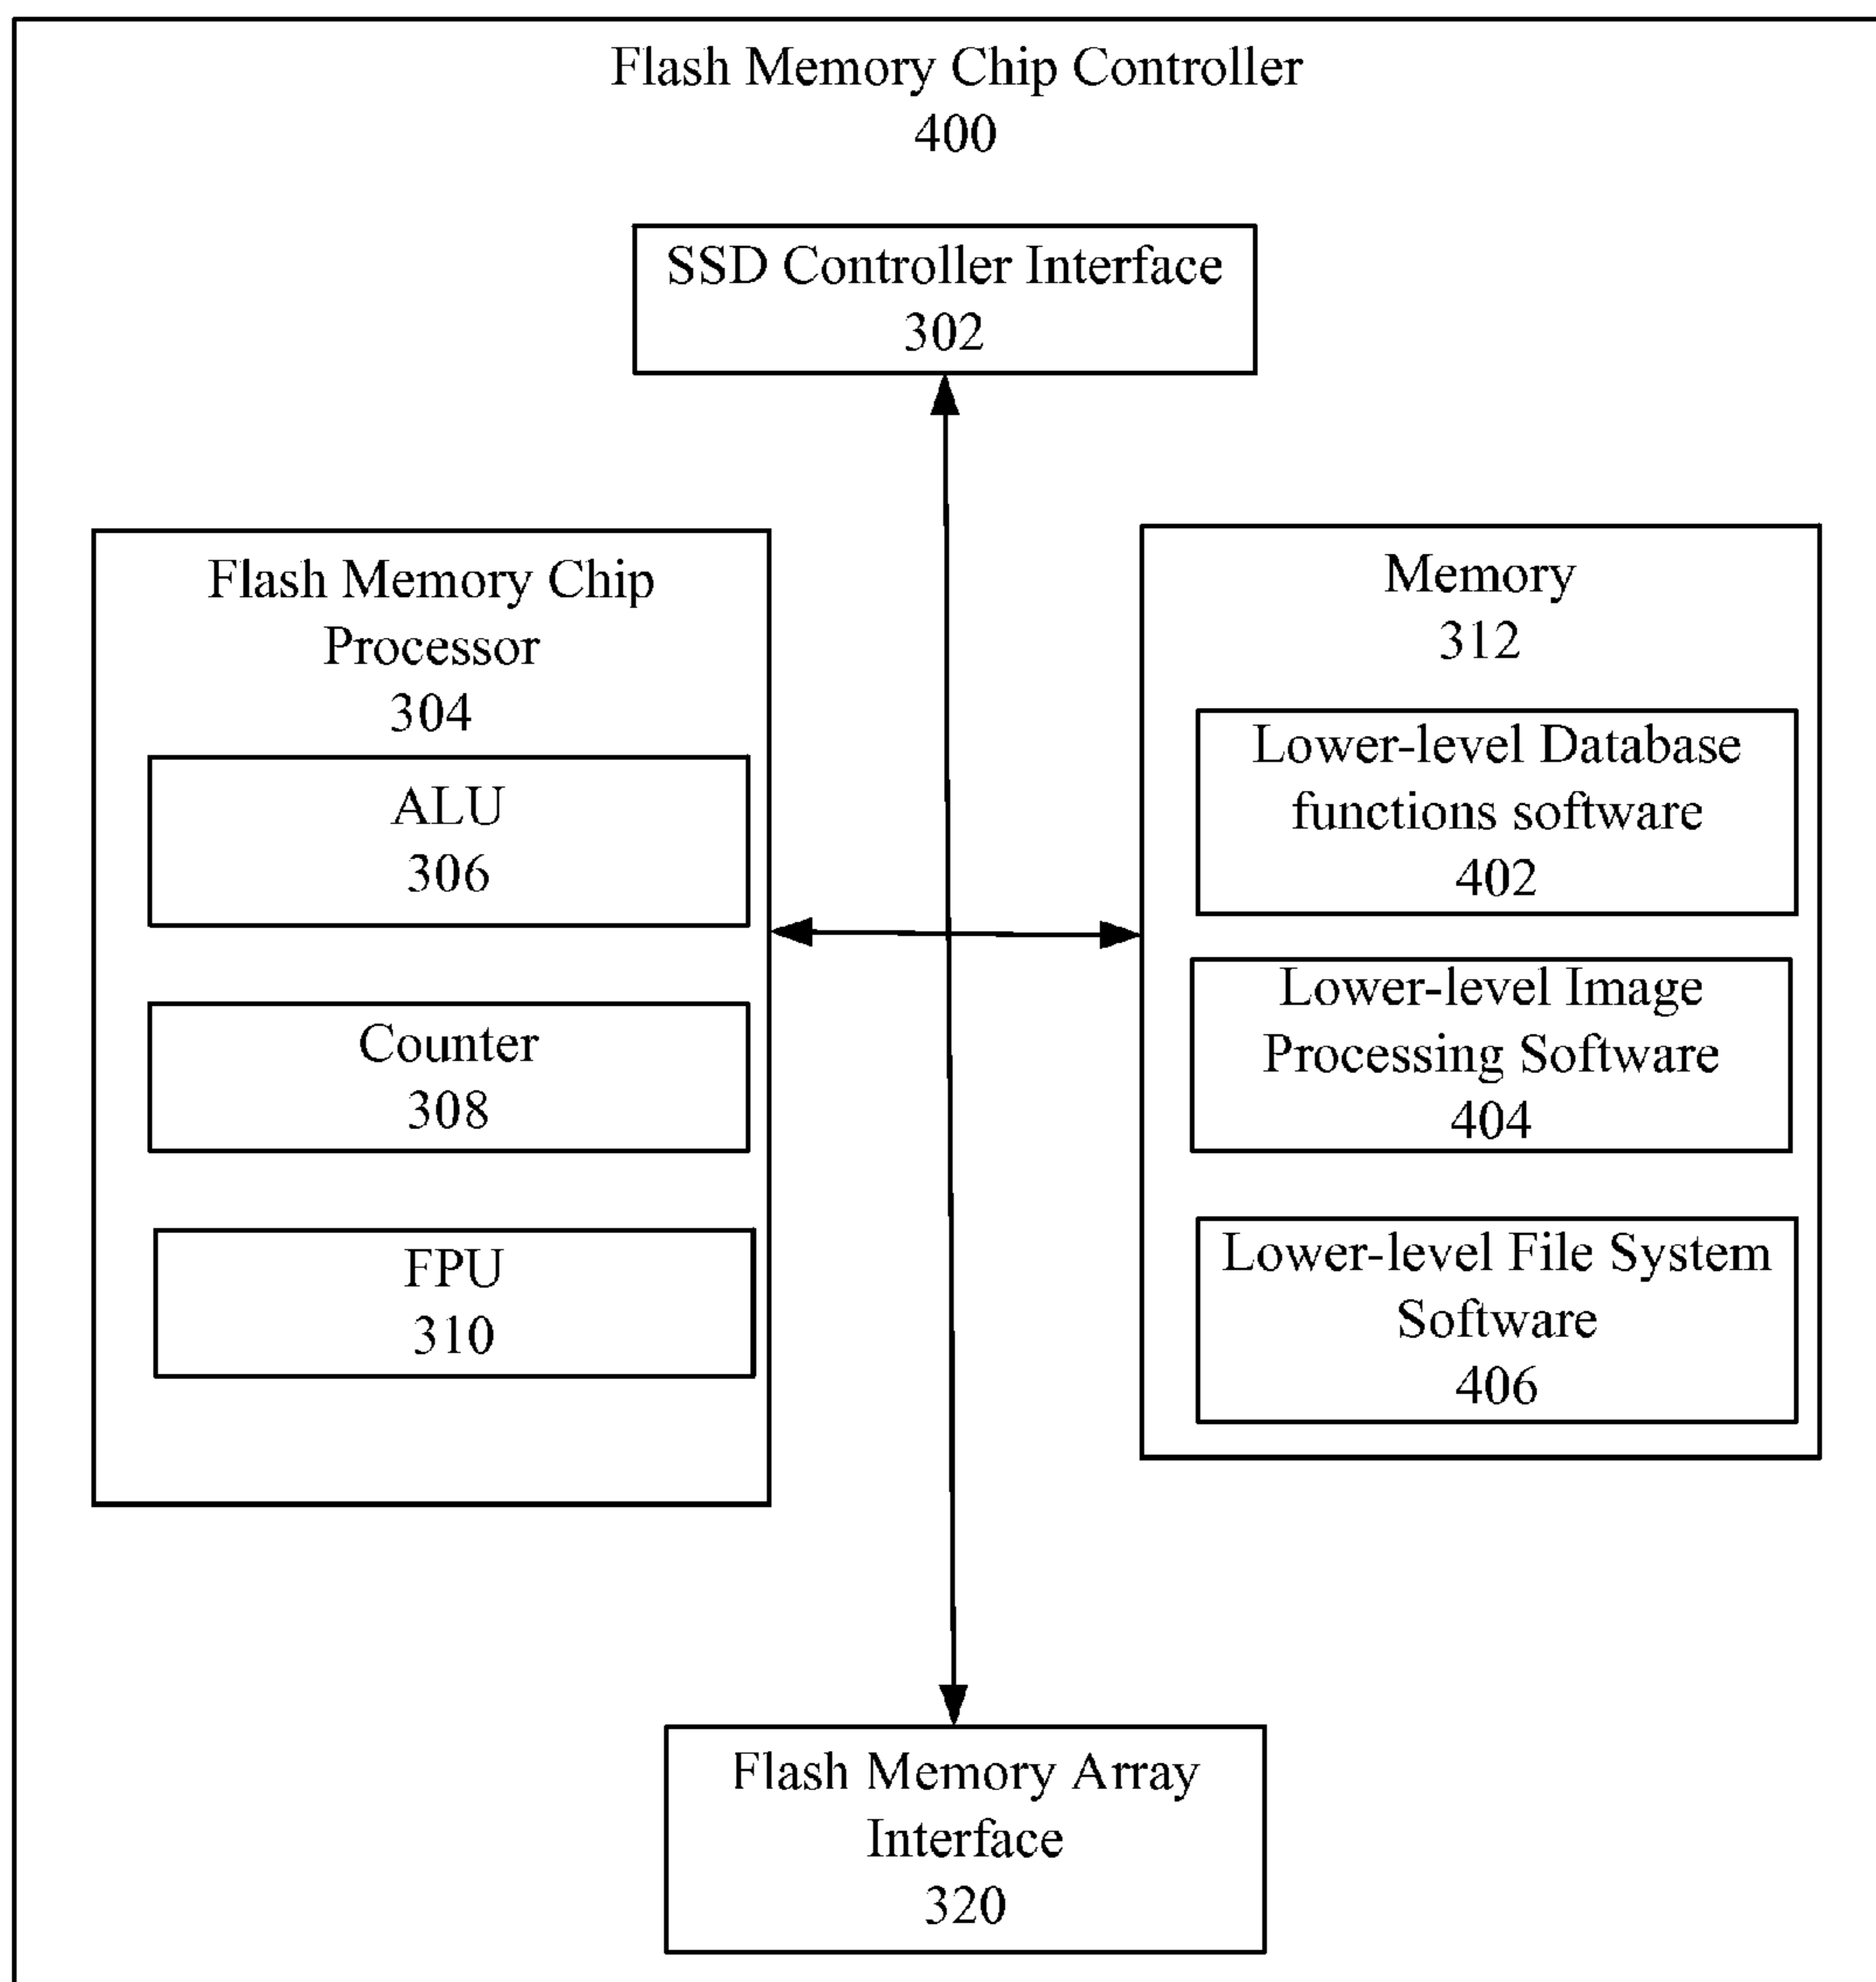 Flash Memory Chip Controller
400
SSD Controller Interface
302
Flash Memory Chip
Processor
304
ALU
306
Counter
308
FPU
310
Memory
312
Lower-level Database
functions software
402
Lower-level Image
Processing Software
404
Lower-level File System
Software
406
Flash Memory Array
Interface
320